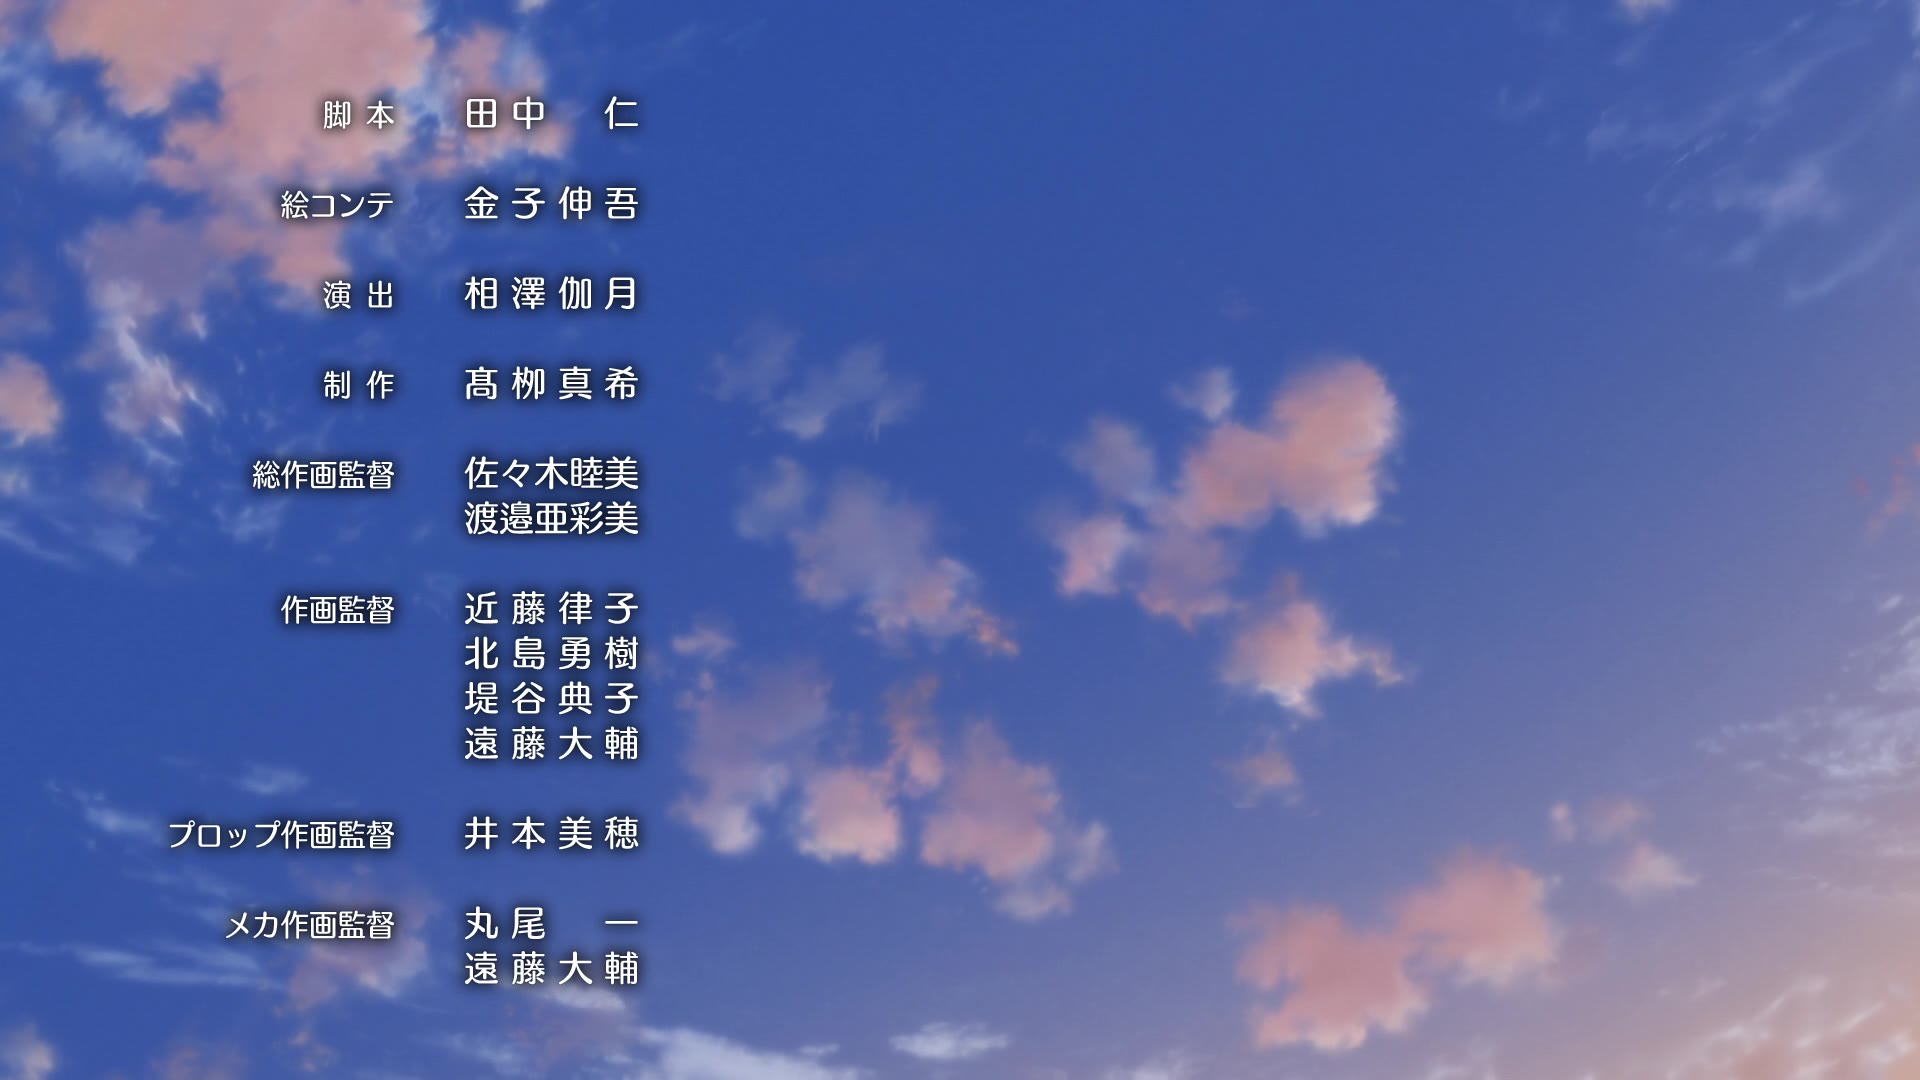 脚本 田中 仁
絵コンテ 金子伸吾
演出 相澤伽月
制作 髙栁真希
総作画監督 佐々木睦美
渡邉亜彩美
作画監督 近藤律子
北島勇樹
堤谷典子
遠藤大輔
プロップ作画監督 井本美穂
メカ作画監督 丸尾 一
遠藤大輔